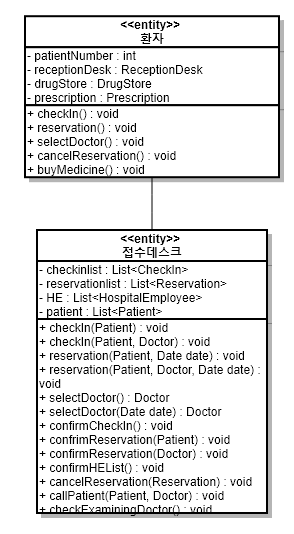 <<entity>>
환자
- patientNumber : int
- receptionDesk : ReceptionDesk
- drugStore : DrugStore
- prescription : Prescription
+ checkIn() : void
+ reservation() : void
+ selectDoctor() : void
+ cancelReservation() : void
+ buyMedicine() : void
<<entity>>
접수데스크
- checkinlist : List<CheckIn>
- reservationlist : List<Reservation>
- HE : List<HospitalEmployee>
- patient : List<Patient>
+ checkIn(Patient) : void
+ checkIn(Patient, Doctor) : void
+ reservation(Patient, Date date) : void
+ reservation(Patient, Doctor, Date date) :
void
+ selectDoctor() : Doctor
+ selectDoctor(Date date) : Doctor
+ confirmCheckIn() : void
+ confrimReservation(Patient) : void
+ confirmReservation(Doctor) : void
+ confirmHEList() : void
+ cancelReservation(Reservation) : void
+ callPatient(Patient, Doctor) : void
+ checkExaminingDoctor() : void